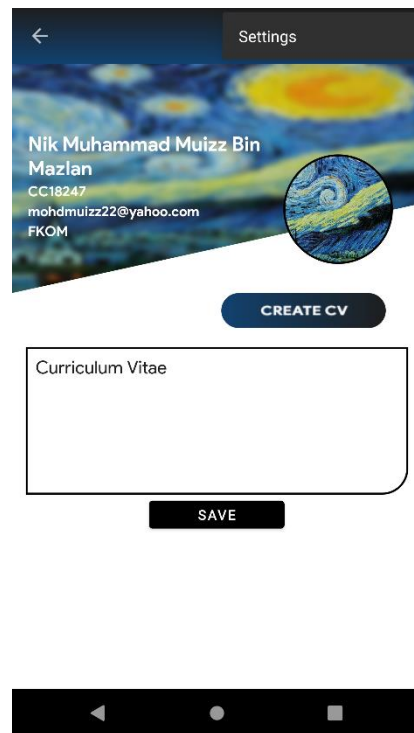 Settings
Nik Muhammad Muizz Bin
Mazlan
CC18247
mohdmuizz22@yahoo.com
FKOM
CREATE CV
Curriculum Vitae
SAVE